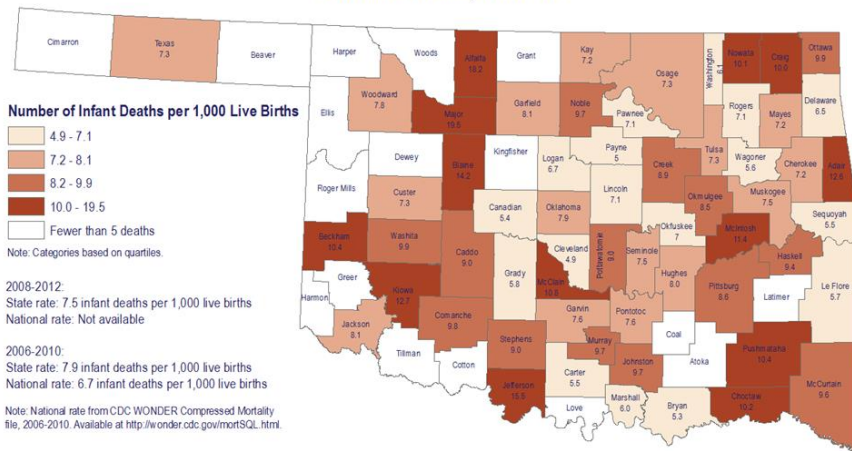 Cimarron
Texas
7.3
Beaver
Harper
Woods
Alfalfa
Grant
Kay
7.2
Osage
7.3
Washington
6.1
Nowata
10.1
Craig
10.0
Ottawa
9.9
Woodward
7.8
Major
19.5
Garfield
8.1
Noble
9.7
Pawnee
7.1
Rogers
7.1
Mayes
7.2
Delaware
6.5
Number of Infant Deaths per 1,000 Live Births
4.9 - 7.1
7.2 - 8.1
8.2 - 9.9
10.0 - 19.5
Fewer than 5 deaths
Note: Categories based on quartiles.
Ellis
Dewey
Blaine
14.2
Kingfisher
Logan
6.7
Payne
5
Creek
8.9
Tulsa
7.3
Wagoner
5.6
Cherokee
7.2
Adair
Roger Mills
Custer
7.3
Canadian
5.4
Oklahoma
7.9
Lincoln
7.1
Okfuskee
7
Okmulgee
8.5
Muskogee
7.5
Sequoyah
5.5
Beckham
10.4
Washita
9.9
Caddo
9.0
Grady
5.8
Cleveland
4.9
McClain
Pottawatomie
9.0
Seminole
7.5
Hughes
8.0
McIntosh
11.4
Haskell
9.4
Pittsburg
8.6
Latimer
Le Flore
5.7
Greer
Harmon
Kiowa
12.7
Jackson
8.1
Comanche
9.8
Tillman
Cotton
Stephens
9.0
Jefferson
15.5
Garvin
7.6
Murray
9.7
Pontotoc
7.6
Coal
Atoka
Pushmataha
10.4
Carter
5.5
Johnston
9.7
Love
Marshall
6.0
Bryan
5.3
Choctaw
10.2
McCurtain
9.6
2008-2012:
State rate: 7.5 infant deaths per 1,000 live births
National rate: Not available
2006-2010:
State rate: 7.9 infant deaths per 1,000 live births
National rate: 6.7 infant deaths per 1,000 live births
Note: National rate from CDC WONDER Compressed Mortality
file, 2006-2010. Available at http://wonder.cdc.gov/mortSQL.html.